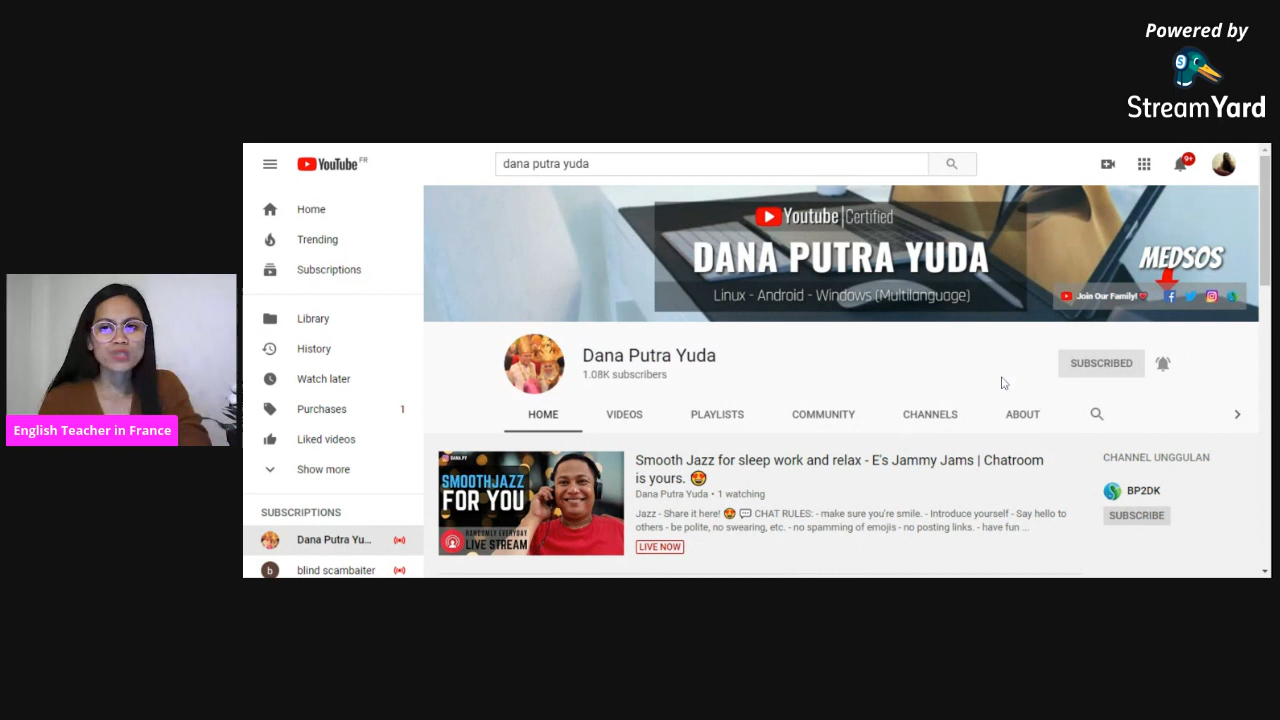 Powered by
StreamYard
YouTube FR
dana putra yuda
9+
Home
Trending
Subscriptions
Library
History
Watch later
Purchases 1
Liked videos
Show more
SUBSCRIPTIONS
Dana Putra Yu...
b blind scambaiter
Youtube Certified
DANA PUTRA YUDA
Linux - Android - Windows (Multilanguage)
MEDSOS
Join Our Family!
Dana Putra Yuda
1.08K subscribers
SUBSCRIBED
HOME VIDEOS PLAYLISTS COMMUNITY CHANNELS ABOUT
DANA.PY
SMOOTHJAZZ
FOR YOU
RANDOMLY EVERYDAY
LIVE STREAM
Smooth Jazz for sleep work and relax - E's Jammy Jams | Chatroom
is yours. 😍
Dana Putra Yuda • 1 watching
Jazz - Share it here! 😍 💬 CHAT RULES: - make sure you're smile. - Introduce yourself - Say hello to
others - be polite, no swearing, etc. - no spamming of emojis - no posting links. - have fun ...
LIVE NOW
CHANNEL UNGGULAN
BP2DK
SUBSCRIBE
English Teacher in France